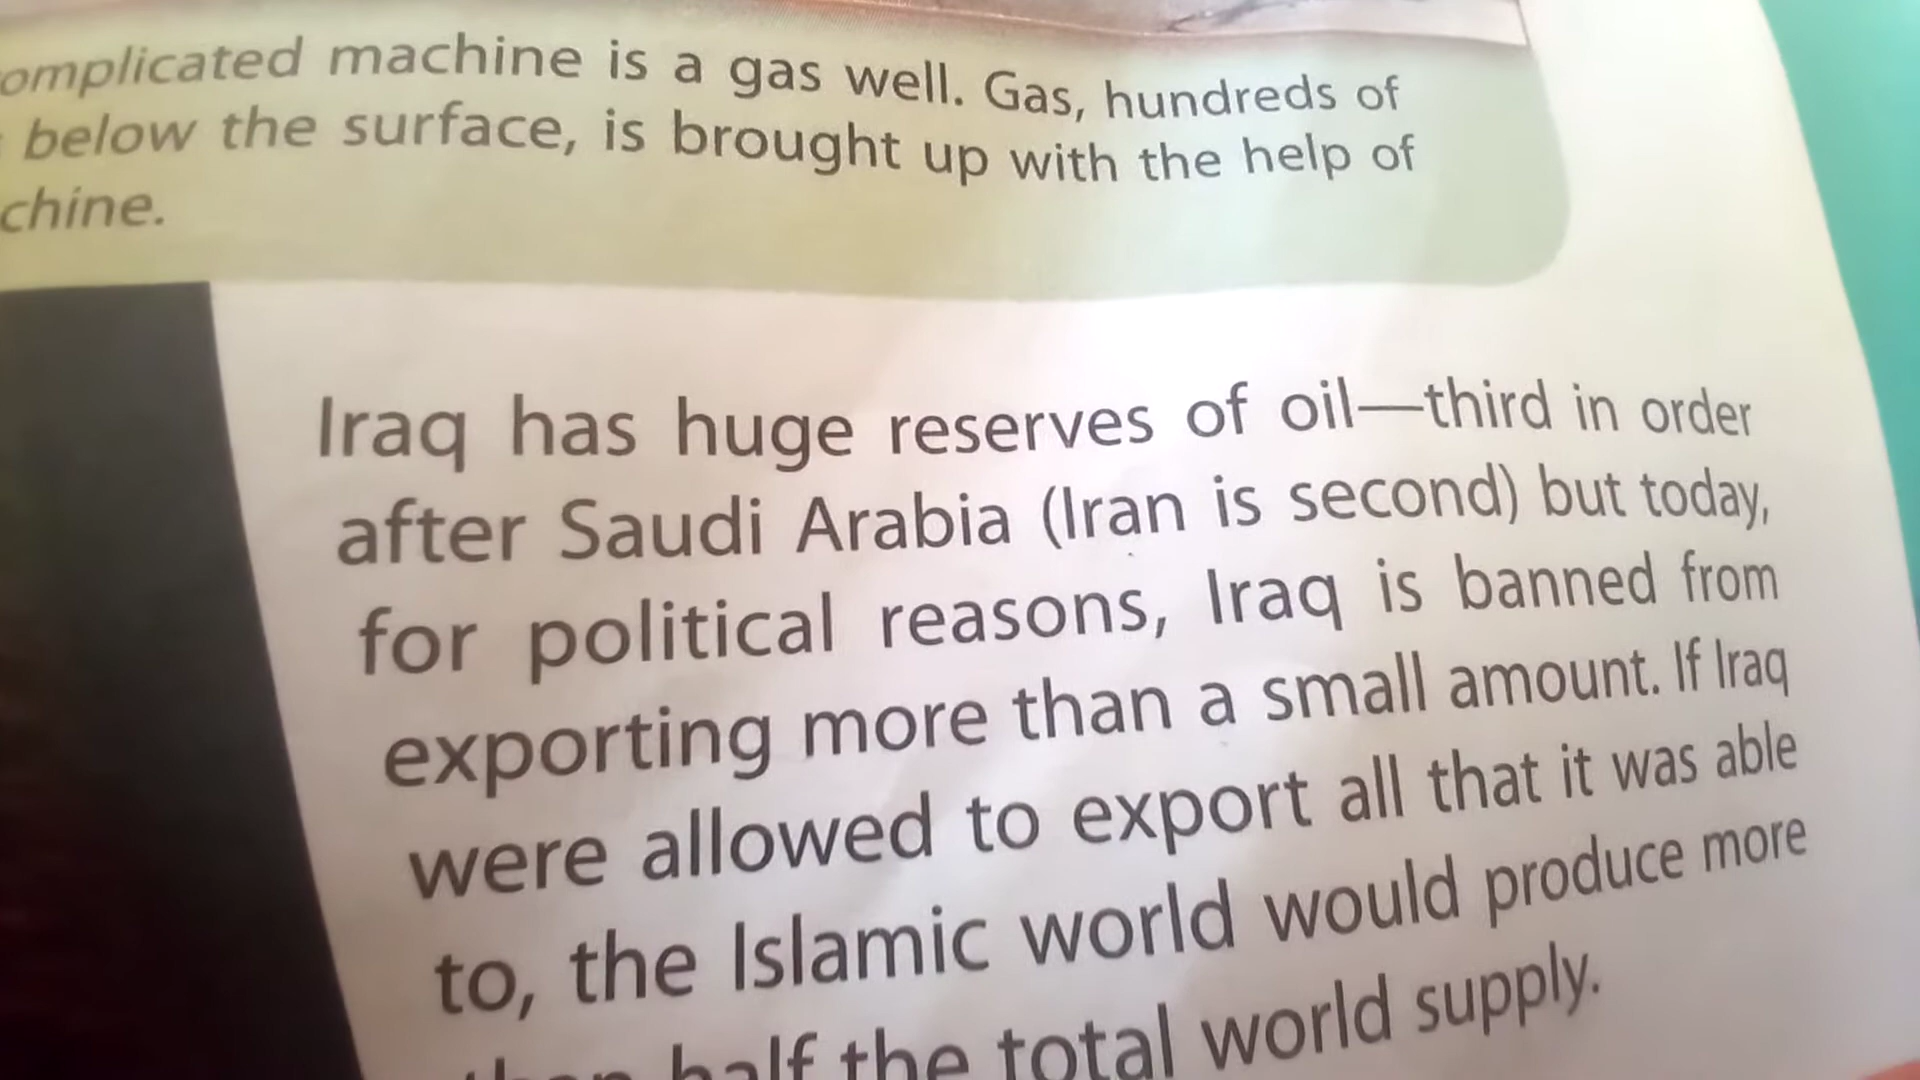 omplicated machine is a gas well. Gas, hundreds of
below the surface, is brought up with the help of
chine.
Iraq has huge reserves of oil—third in order
after Saudi Arabia (Iran is second) but today,
for political reasons, Iraq is banned from
exporting more than a small amount. If Iraq
were allowed to export all that it was able
to, the Islamic world would produce more
than half the total world supply.